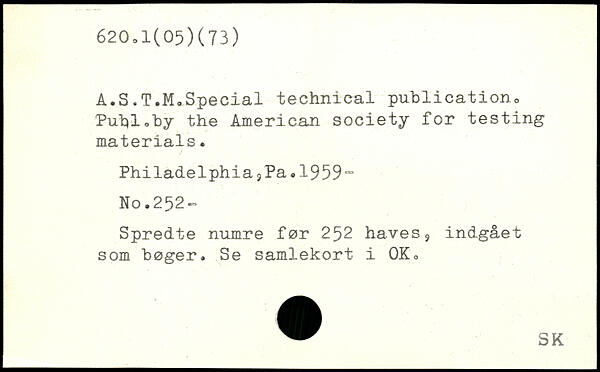 620.1(05)(73)
A.S.T.M.Special technical publication.
Publ.by the American society for testing
materials.
Philadelphia,Pa.1959-
No.252-
Spredte numre før 252 haves, indgået
som bøger. Se samlekort i OK.
SK